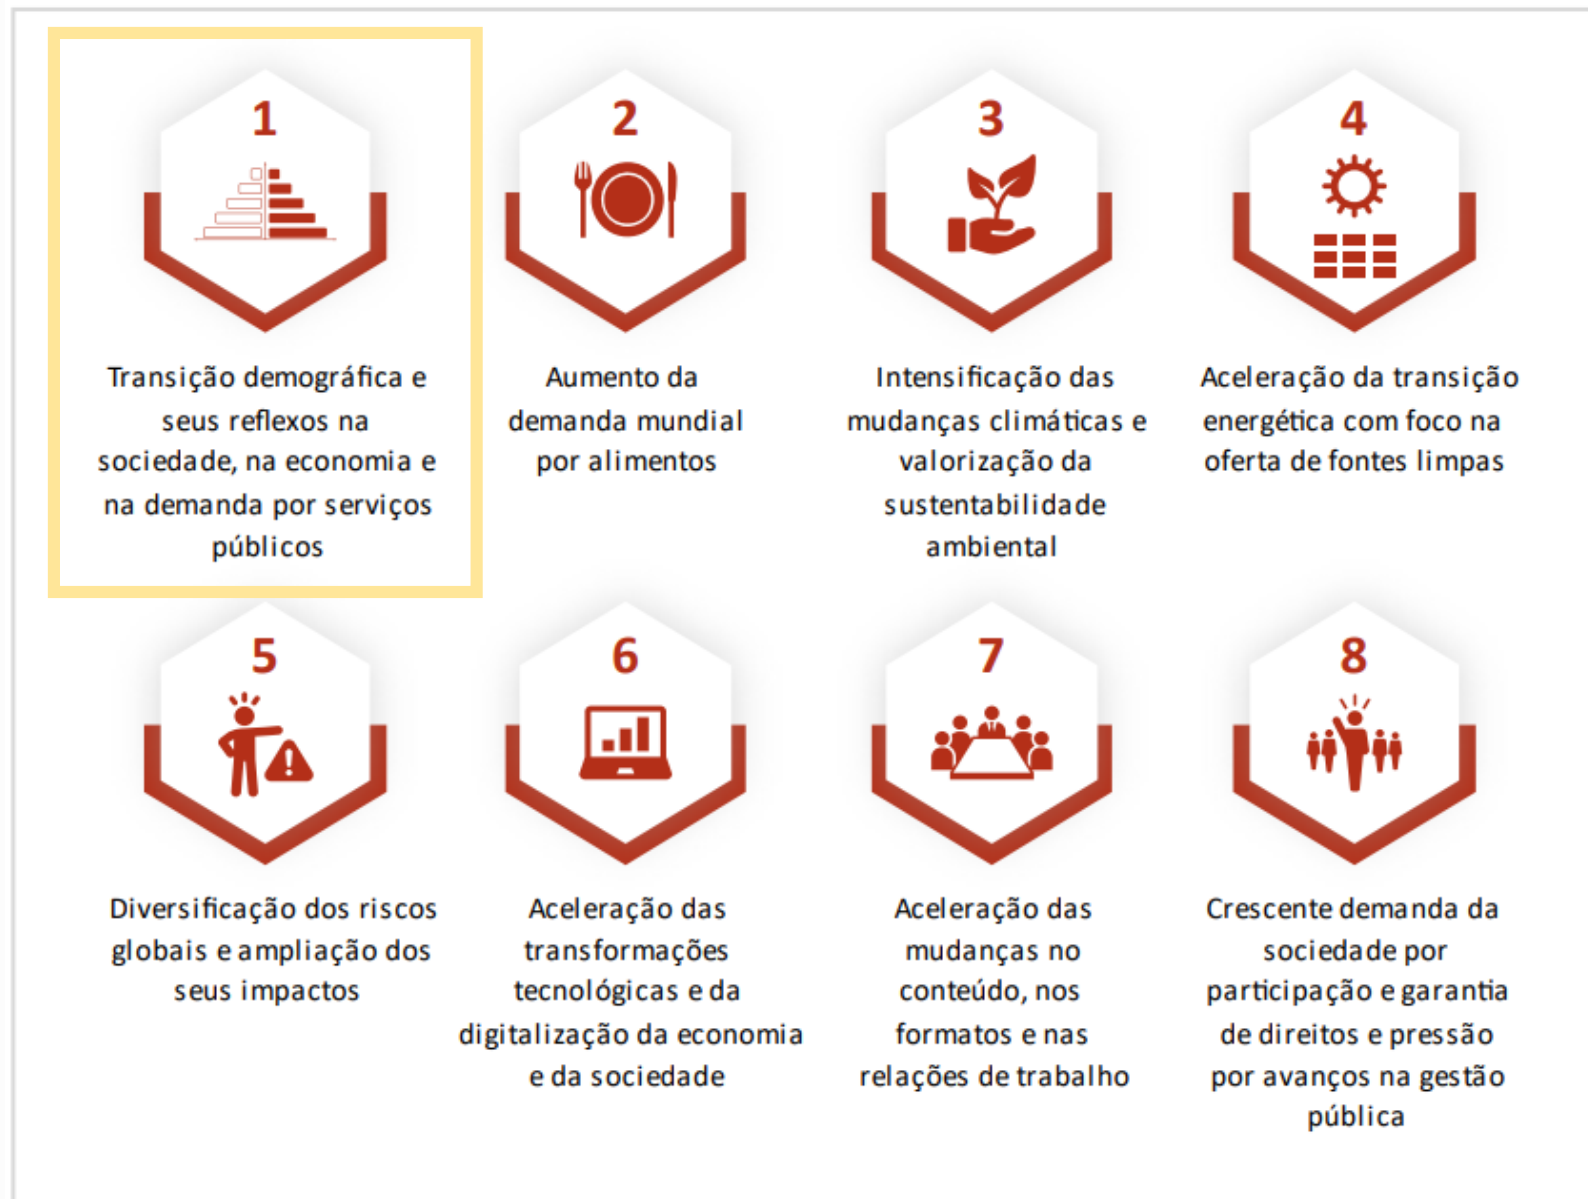 1
Transição demográfica e
seus reflexos na
sociedade, na economia e
na demanda por serviços
públicos
2
Aumento da
demanda mundial
por alimentos
3
Intensificação das
mudanças climáticas e
valorização da
sustentabilidade
ambiental
4
Aceleração da transição
energética com foco na
oferta de fontes limpas
5
Diversificação dos riscos
globais e ampliação dos
seus impactos
6
Aceleração das
transformações
tecnológicas e da
digitalização da economia
e da sociedade
7
Aceleração das
mudanças no
conteúdo, nos
formatos e nas
relações de trabalho
8
Crescente demanda da
sociedade por
participação e garantia
de direitos e pressão
por avanços na gestão
pública